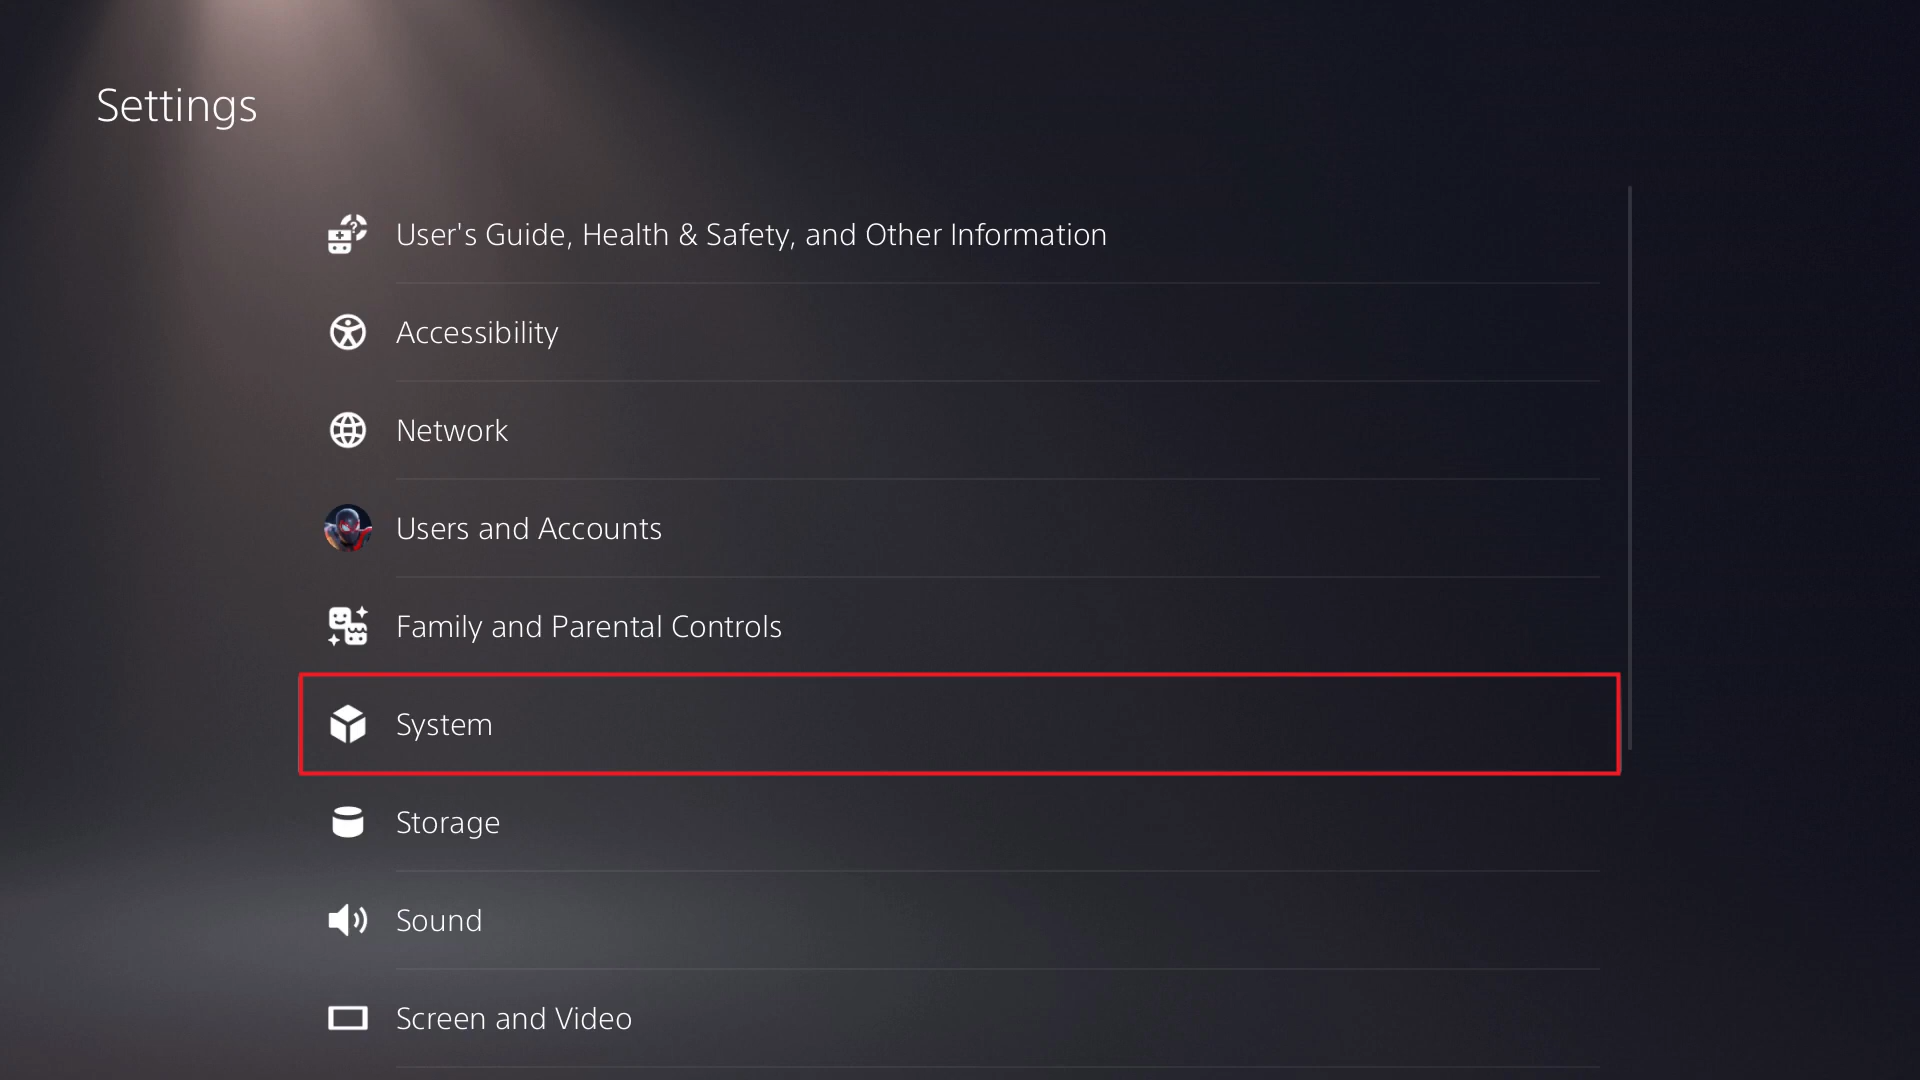 Settings
User's Guide, Health & Safety, and Other Information
Accessibility
Network
Users and Accounts
Family and Parental Controls
System
Storage
Sound
Screen and Video